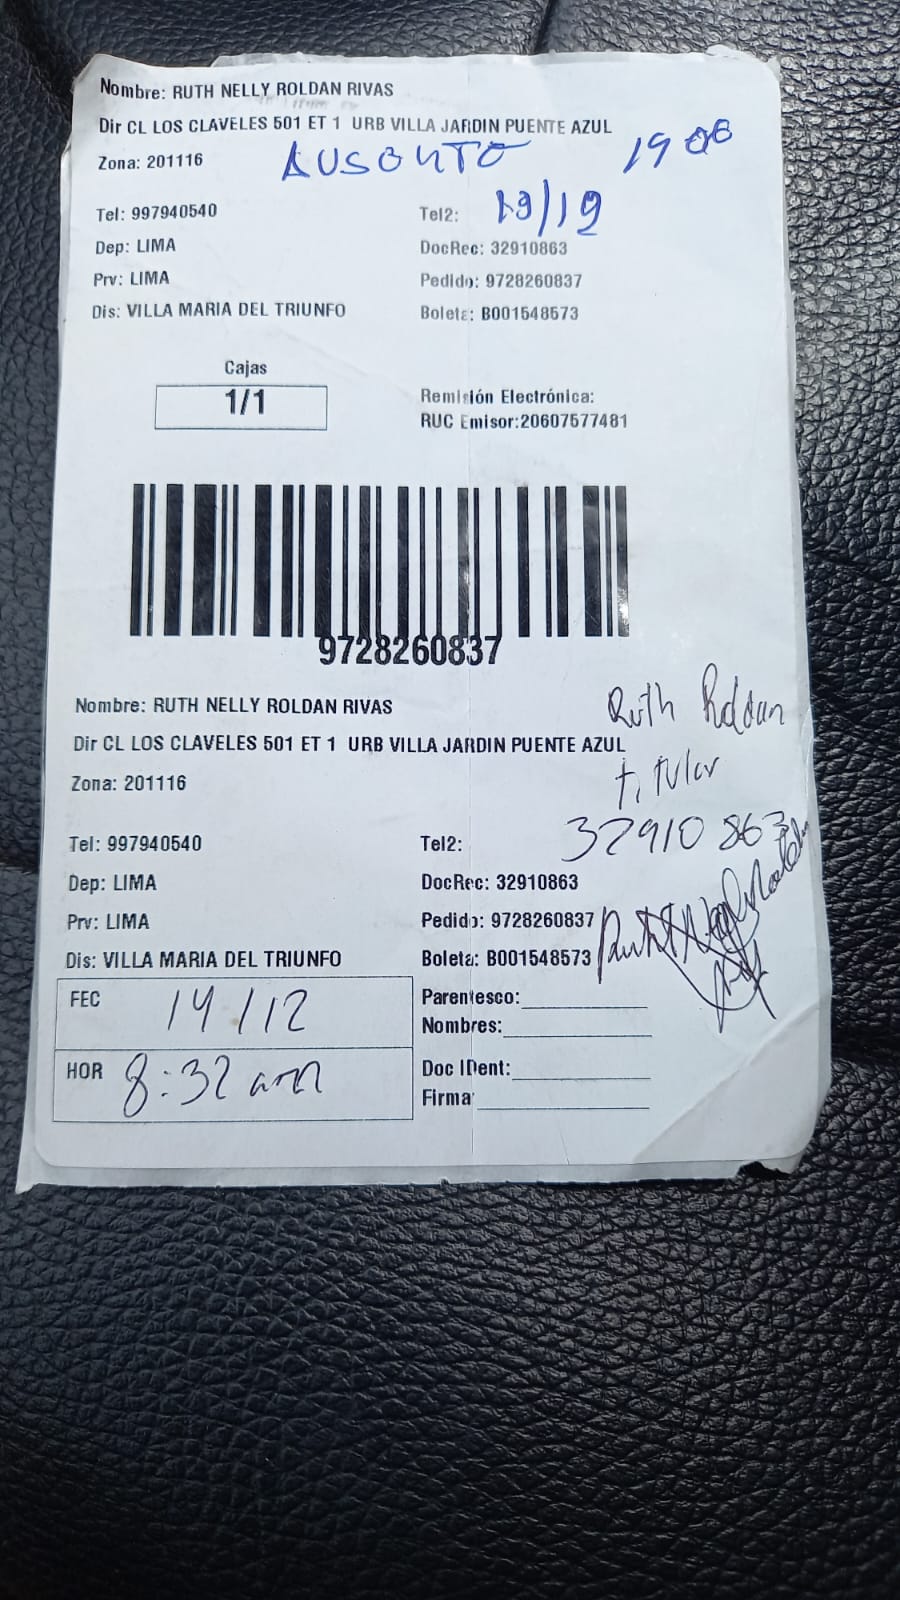 Nombre: RUTH NELLY ROLDAN RIVAS
Dir CL LOS CLAVELES 501 ET 1 URB VILLA JARDIN PUENTE AZUL
Zona: 201116
AUSENTE 19 00
Tel: 997940540
Tel2: 13/12
Dep: LIMA
DocRec: 32910863
Prv: LIMA
Pedido: 9728260837
Dis: VILLA MARIA DEL TRIUNFO
Boleta: B001548573
Cajas
1/1
Remisión Electrónica:
RUC Emisor:20607577481
9728260837
Nombre: RUTH NELLY ROLDAN RIVAS
Ruth Roldan
Dir CL LOS CLAVELES 501 ET 1 URB VILLA JARDIN PUENTE AZUL
titular
Zona: 201116
32910863
Tel: 997940540
Tel2:
Dep: LIMA
DocRec: 32910863
Prv: LIMA
Pedido: 9728260837
Dis: VILLA MARIA DEL TRIUNFO
Boleta: B001548573
FEC 14/12
Parentesco:
Nombres:
HOR 8:32 am
Doc IDent:
Firma